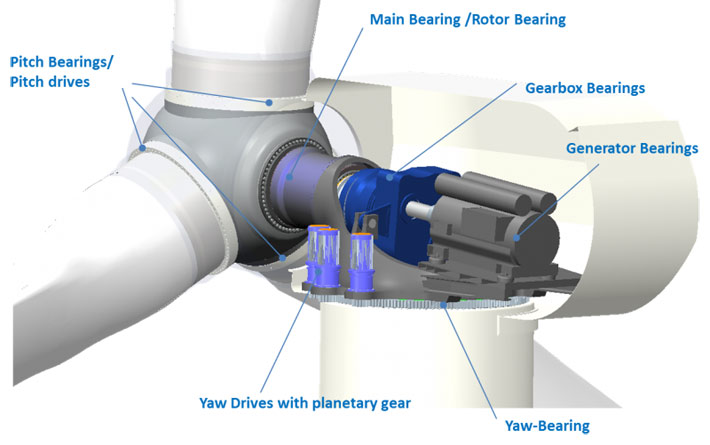 Main Bearing /Rotor Bearing
Pitch Bearings/
Pitch drives
Gearbox Bearings
Generator Bearings
Yaw Drives with planetary gear
Yaw-Bearing